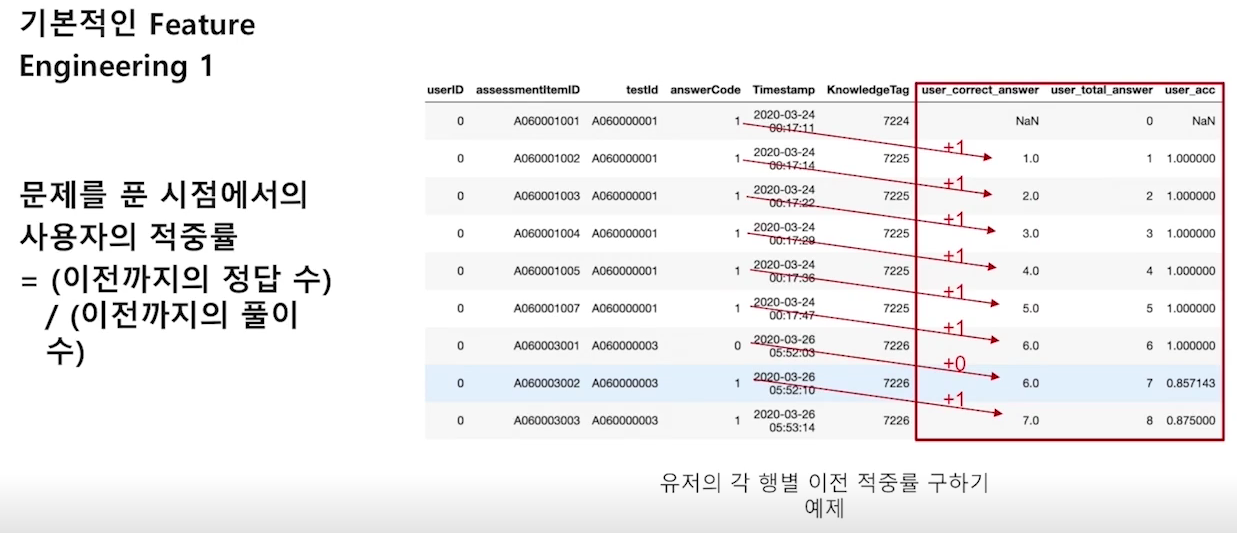 기본적인 Feature
Engineering 1
문제를 푼 시점에서의
사용자의 적중률
= (이전까지의 정답 수)
/ (이전까지의 풀이
수)
userID assessmentItemID testId answerCode Timestamp KnowledgeTag user_correct_answer user_total_answer user_acc
0 A060001001 A060000001 1 2020-03-24 00:17:11 7224 NaN 0 NaN
+1
0 A060001002 A060000001 1 2020-03-24 00:17:14 7225 1.0 1 1.000000
+1
0 A060001003 A060000001 1 2020-03-24 00:17:22 7225 2.0 2 1.000000
+1
0 A060001004 A060000001 1 2020-03-24 00:17:29 7225 3.0 3 1.000000
+1
0 A060001005 A060000001 1 2020-03-24 00:17:36 7225 4.0 4 1.000000
+1
0 A060001007 A060000001 1 2020-03-24 00:17:47 7225 5.0 5 1.000000
+1
0 A060003001 A060000003 0 2020-03-26 05:52:03 7226 6.0 6 1.000000
+0
0 A060003002 A060000003 1 2020-03-26 05:52:10 7226 6.0 7 0.857143
+1
0 A060003003 A060000003 1 2020-03-26 05:53:14 7226 7.0 8 0.875000
유저의 각 행별 이전 적중률 구하기
예제